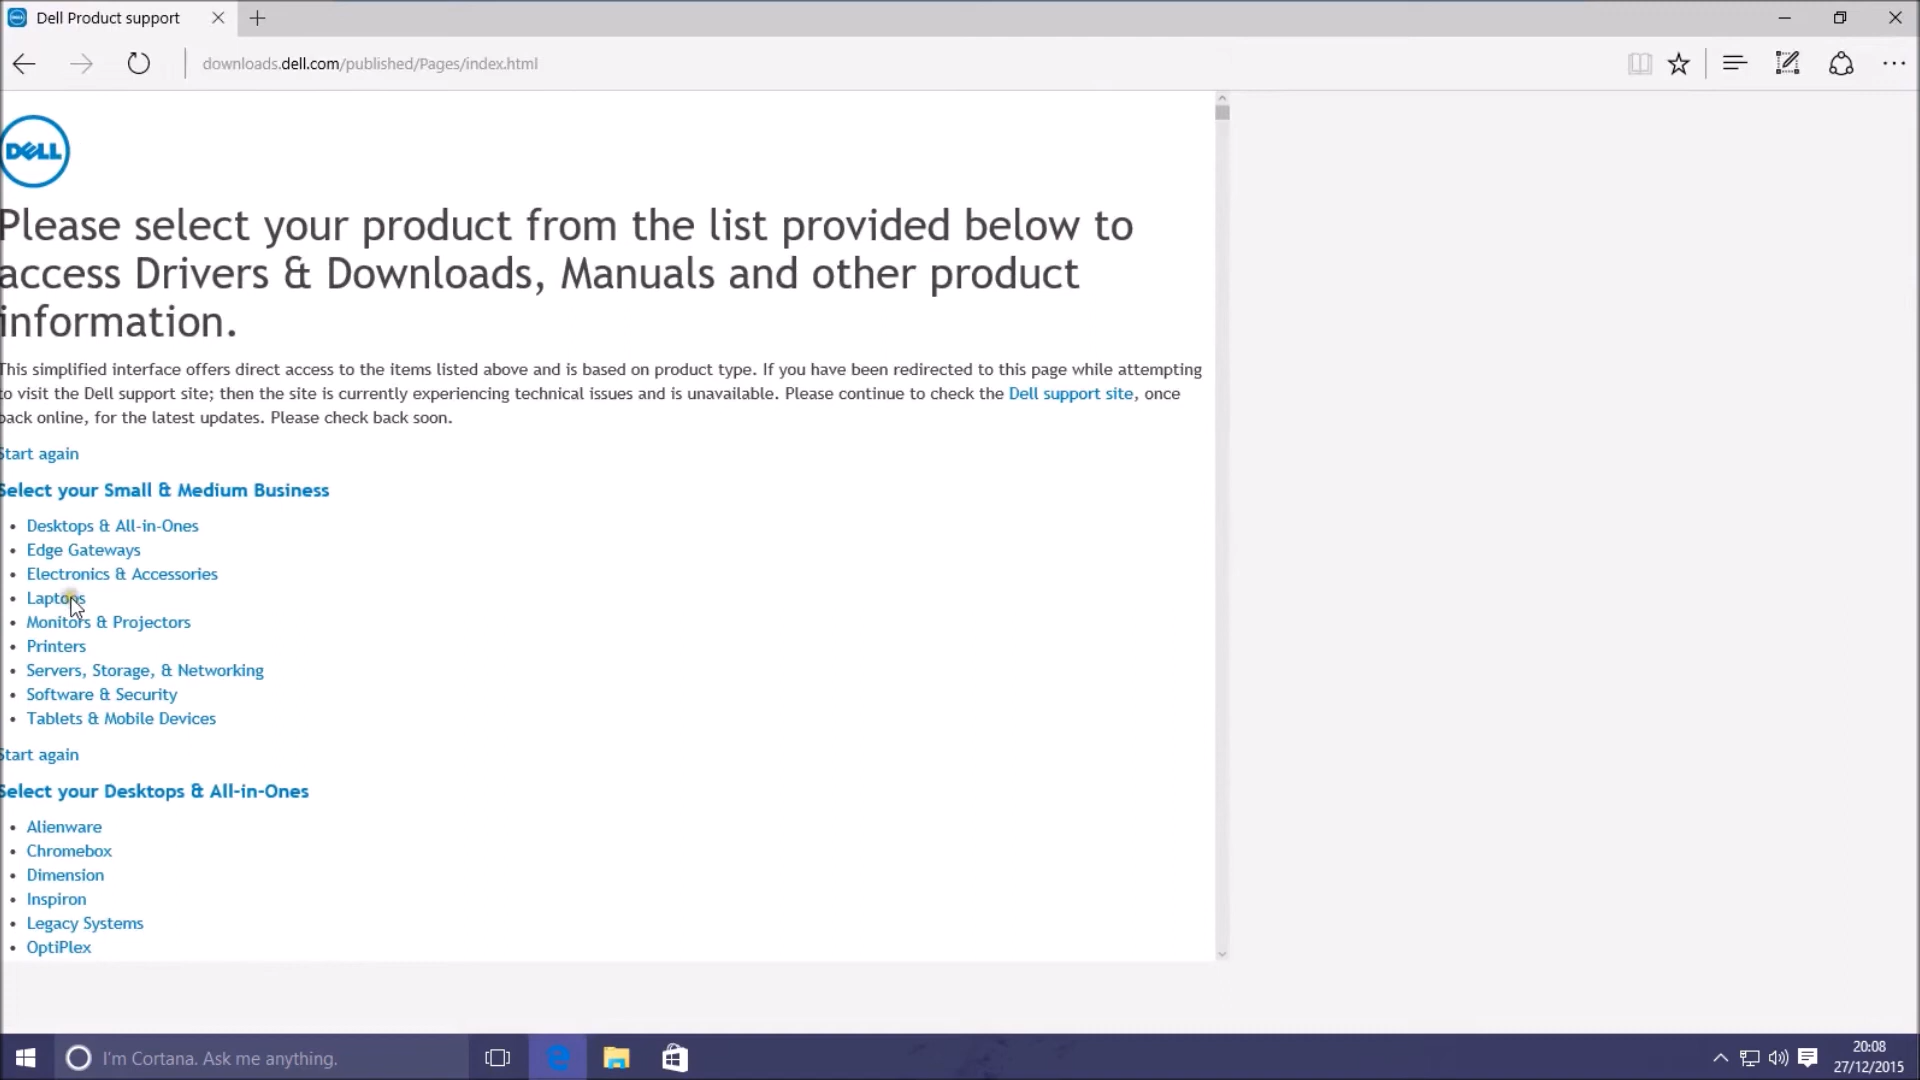 Dell Product support
downloads.dell.com/published/Pages/index.html
DELL
Please select your product from the list provided below to
access Drivers & Downloads, Manuals and other product
information.
This simplified interface offers direct access to the items listed above and is based on product type. If you have been redirected to this page while attempting
to visit the Dell support site; then the site is currently experiencing technical issues and is unavailable. Please continue to check the Dell support site, once
back online, for the latest updates. Please check back soon.
Start again
Select your Small & Medium Business
• Desktops & All-in-Ones
• Edge Gateways
• Electronics & Accessories
• Laptops
• Monitors & Projectors
• Printers
• Servers, Storage, & Networking
• Software & Security
• Tablets & Mobile Devices
Start again
Select your Desktops & All-in-Ones
• Alienware
• Chromebox
• Dimension
• Inspiron
• Legacy Systems
• OptiPlex
I'm Cortana. Ask me anything.
20:08
27/12/2015